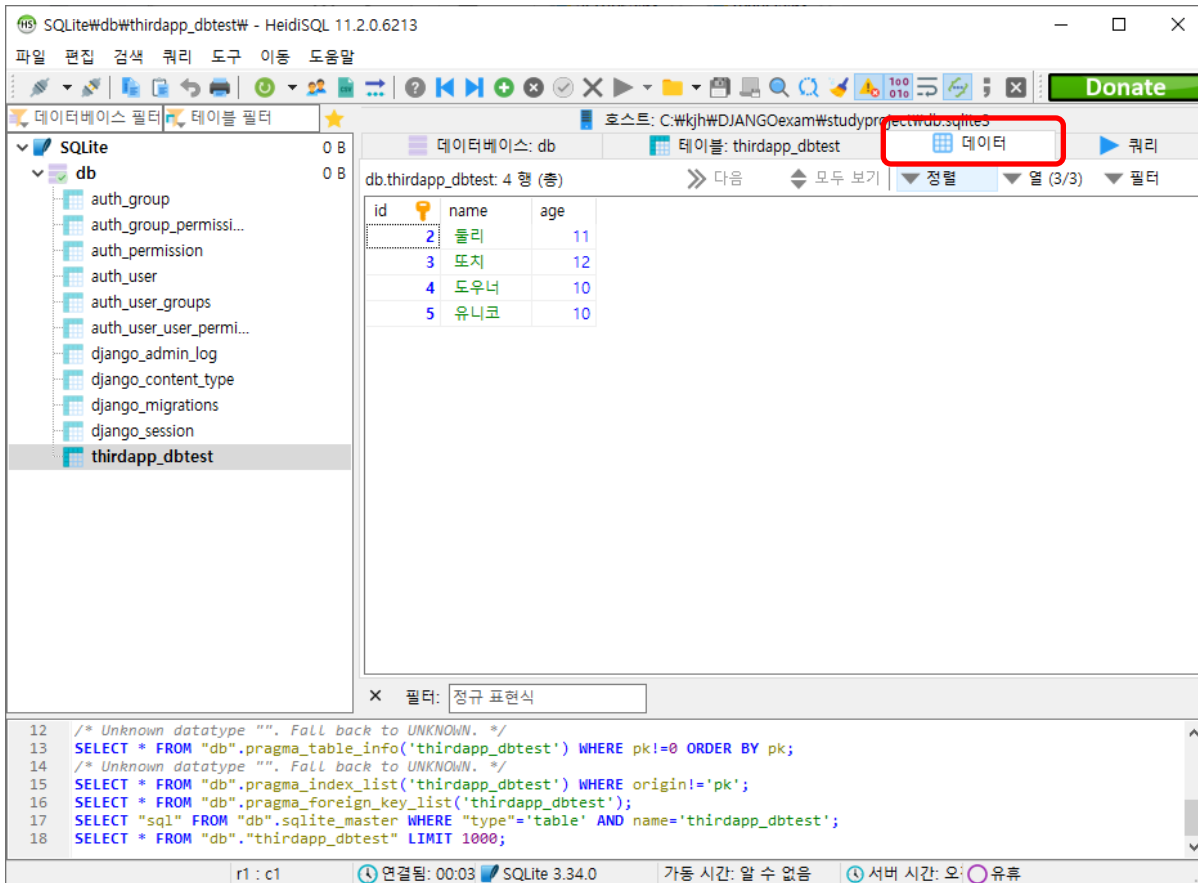 SQLite₩db₩thirdapp_dbtest₩ - HeidiSQL 11.2.0.6213
파일 편집 검색 쿼리 도구 이동 도움말
Donate
데이터베이스 필터 테이블 필터
호스트: C:₩kjh₩DJANGOexam₩studyproject₩db.sqlite3
SQLite 0 B
db 0 B
auth_group
auth_group_permissi...
auth_permission
auth_user
auth_user_groups
auth_user_user_permi...
django_admin_log
django_content_type
django_migrations
django_session
thirdapp_dbtest
데이터베이스: db 테이블: thirdapp_dbtest 데이터 쿼리
db.thirdapp_dbtest: 4 행 (총) 다음 모두 보기 정렬 열 (3/3) 필터
id name age
2 둘리 11
3 또치 12
4 도우너 10
5 유니코 10
필터: 정규 표현식
12 /* Unknown datatype "". Fall back to UNKNOWN. */
13 SELECT * FROM "db".pragma_table_info('thirdapp_dbtest') WHERE pk!=0 ORDER BY pk;
14 /* Unknown datatype "". Fall back to UNKNOWN. */
15 SELECT * FROM "db".pragma_index_list('thirdapp_dbtest') WHERE origin!='pk';
16 SELECT * FROM "db".pragma_foreign_key_list('thirdapp_dbtest');
17 SELECT "sql" FROM "db".sqlite_master WHERE "type"='table' AND name='thirdapp_dbtest';
18 SELECT * FROM "db"."thirdapp_dbtest" LIMIT 1000;
r1 : c1 연결됨: 00:03 SQLite 3.34.0 가동 시간: 알 수 없음 서버 시간: 오 유휴